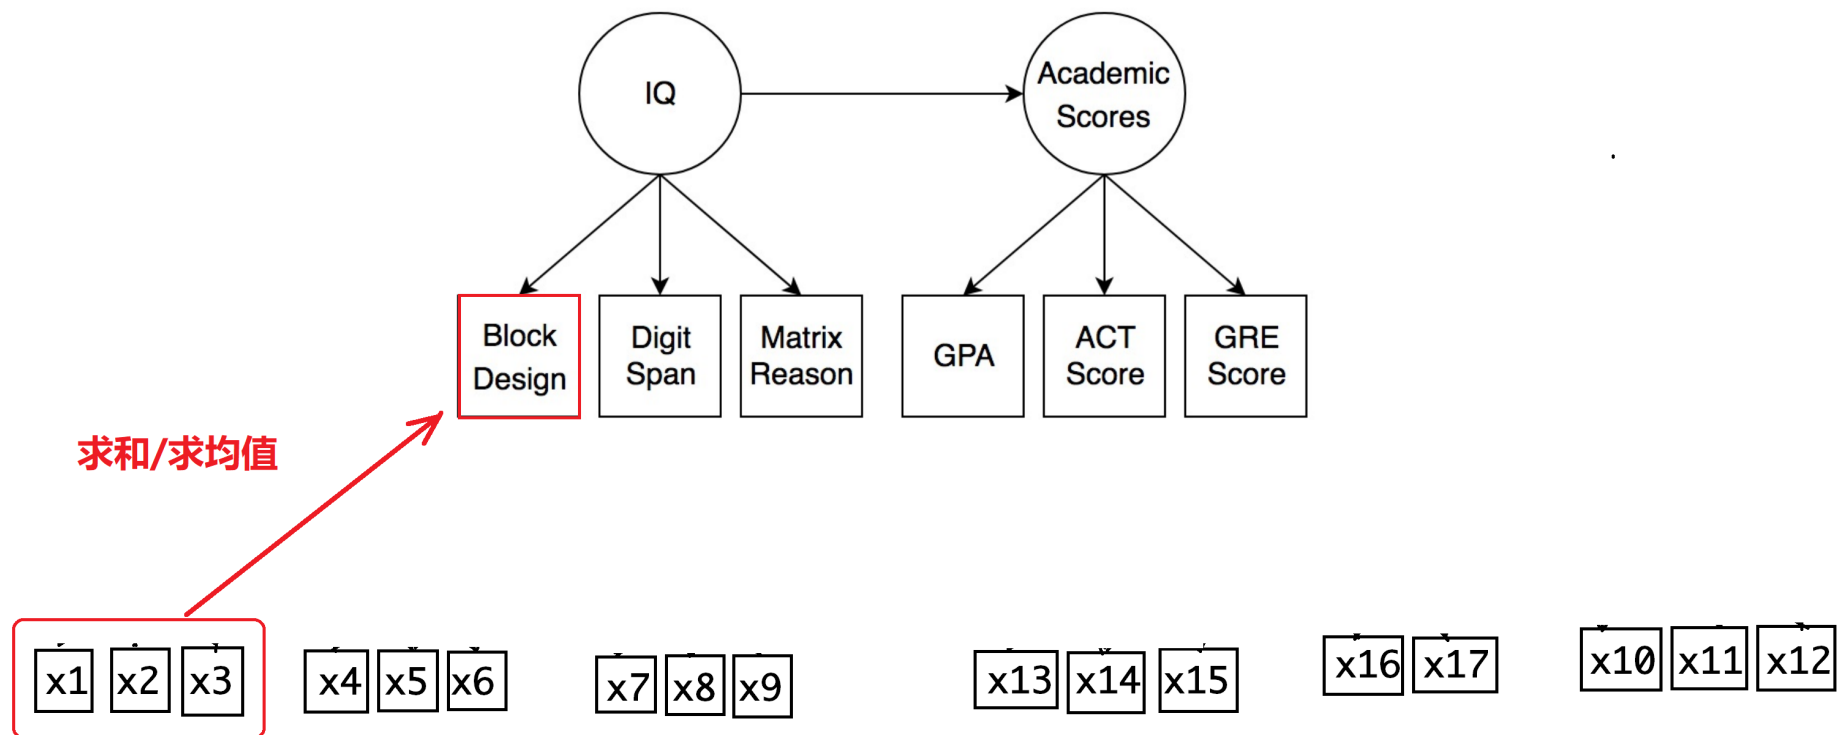 IQ
Academic
Scores
Block
Design
Digit
Span
Matrix
Reason
GPA
ACT
Score
GRE
Score
求和/求均值
x1 x2 x3 x4 x5 x6 x7 x8 x9 x13 x14 x15 x16 x17 x10 x11 x12